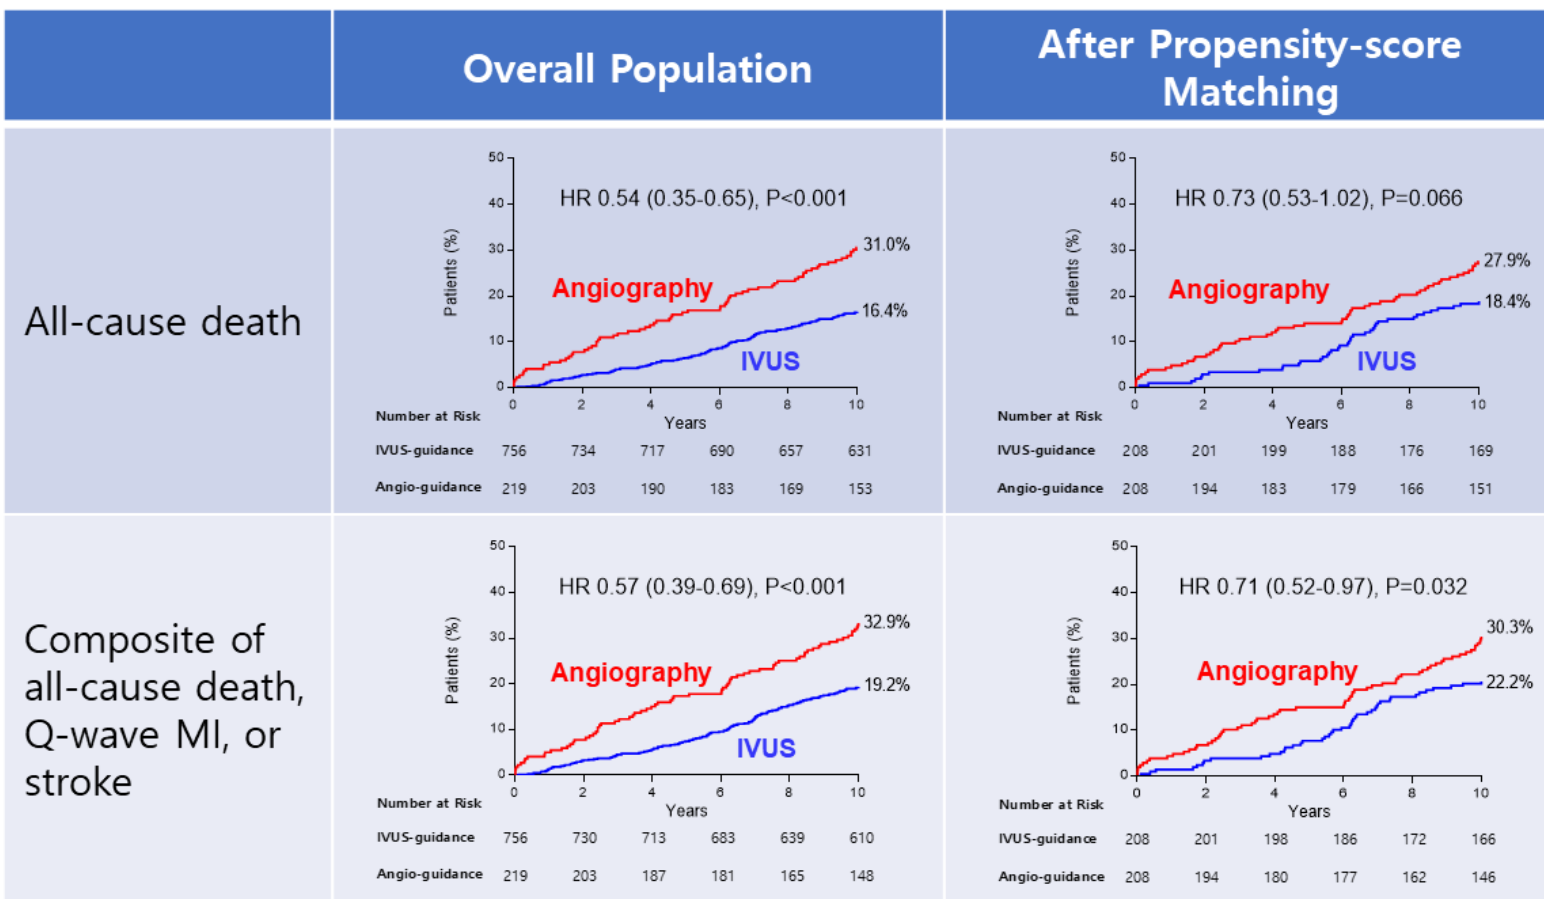 Overall Population
After Propensity-score
Matching
All-cause death
50
40
30
20
10
0
Patients (%)
HR 0.54 (0.35-0.65), P<0.001
31.0%
Angiography
16.4%
IVUS
0 2 4 6 8 10
Years
Number at Risk
IVUS-guidance 756 734 717 690 657 631
Angio-guidance 219 203 190 183 169 153
50
40
30
20
10
0
Patients (%)
HR 0.73 (0.53-1.02), P=0.066
27.9%
Angiography
18.4%
IVUS
0 2 4 6 8 10
Years
Number at Risk
IVUS-guidance 208 201 199 188 176 169
Angio-guidance 208 194 183 179 166 151
Composite of
all-cause death,
Q-wave MI, or
stroke
50
40
30
20
10
0
Patients (%)
HR 0.57 (0.39-0.69), P<0.001
32.9%
Angiography
19.2%
IVUS
0 2 4 6 8 10
Years
Number at Risk
IVUS-guidance 756 730 713 683 639 610
Angio-guidance 219 203 187 181 165 148
50
40
30
20
10
0
Patients (%)
HR 0.71 (0.52-0.97), P=0.032
30.3%
Angiography
22.2%
IVUS
0 2 4 6 8 10
Years
Number at Risk
IVUS-guidance 208 201 198 186 172 166
Angio-guidance 208 194 180 177 162 146